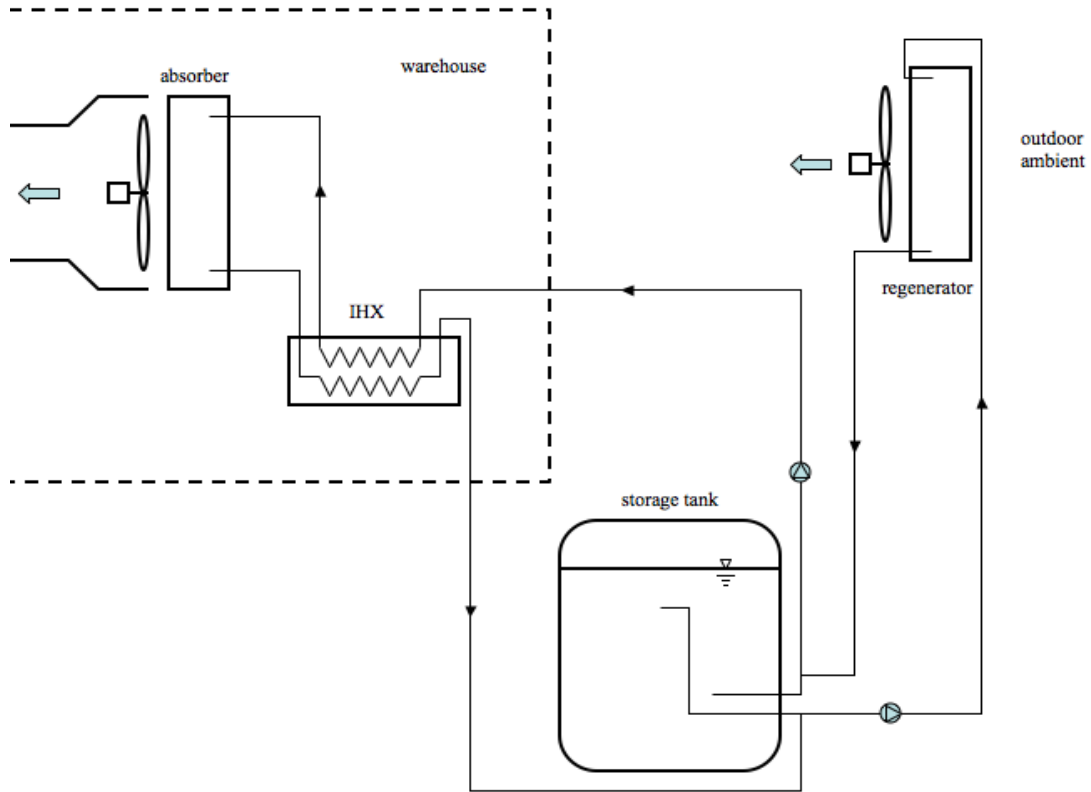 warehouse
absorber
outdoor
ambient
regenerator
IHX
storage tank